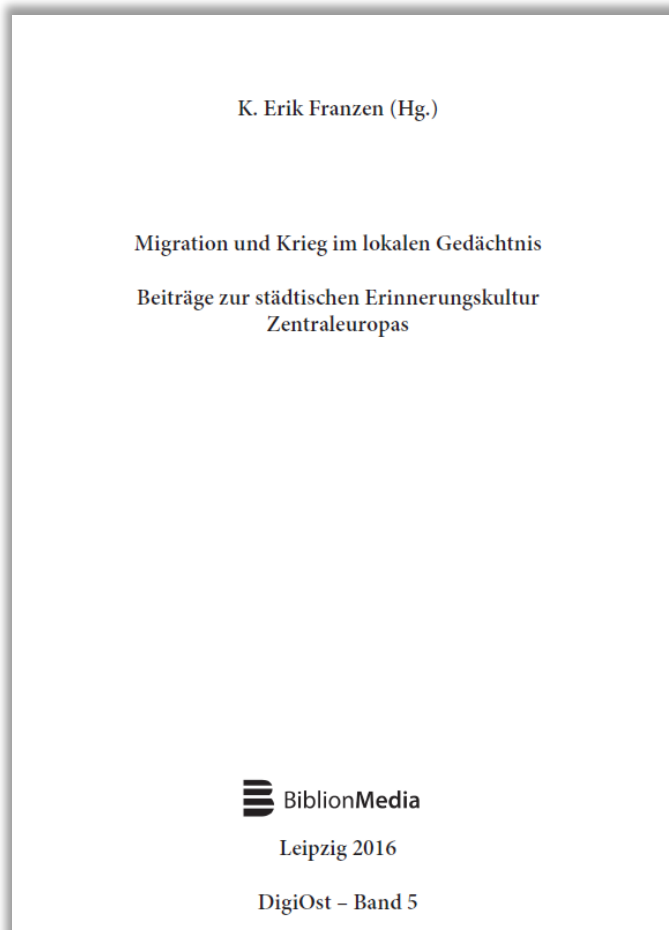 K. Erik Franzen (Hg.)
Migration und Krieg im lokalen Gedächtnis
Beiträge zur städtischen Erinnerungskultur
Zentraleuropas
BiblionMedia
Leipzig 2016
DigiOst – Band 5